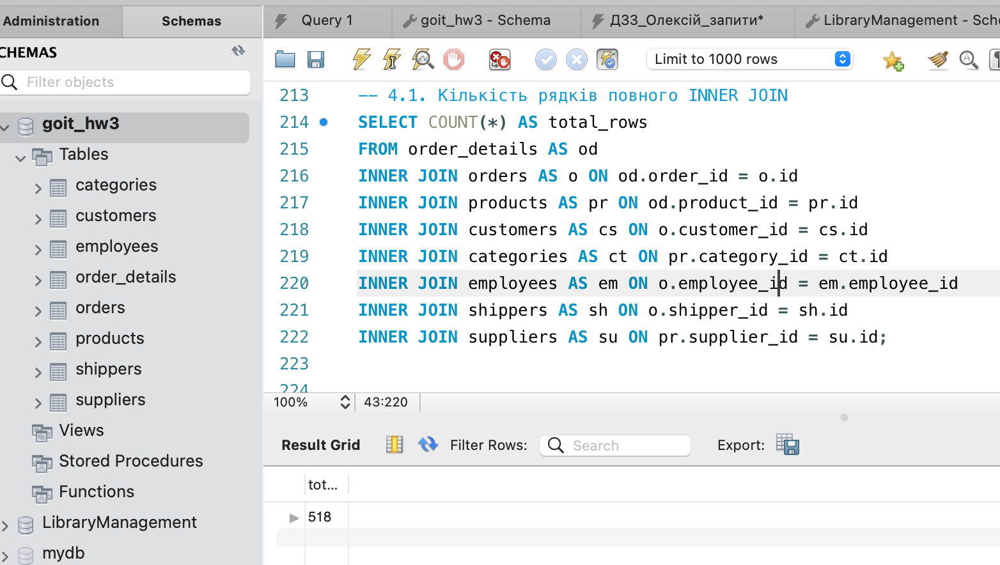 Administration
Schemas
Query 1
goit_hw3 - Schema
ДЗ3_Олексій_запити*
LibraryManagement - Sche
CHEMAS
Filter objects
Limit to 1000 rows
goit_hw3
Tables
categories
customers
employees
order_details
orders
products
shippers
suppliers
Views
Stored Procedures
Functions
LibraryManagement
mydb
213 -- 4.1. Кількість рядків повного INNER JOIN
214 SELECT COUNT(*) AS total_rows
215 FROM order_details AS od
216 INNER JOIN orders AS o ON od.order_id = o.id
217 INNER JOIN products AS pr ON od.product_id = pr.id
218 INNER JOIN customers AS cs ON o.customer_id = cs.id
219 INNER JOIN categories AS ct ON pr.category_id = ct.id
220 INNER JOIN employees AS em ON o.employee_id = em.employee_id
221 INNER JOIN shippers AS sh ON o.shipper_id = sh.id
222 INNER JOIN suppliers AS su ON pr.supplier_id = su.id;
223
224
100%
43:220
Result Grid
Filter Rows:
Search
Export:
tot...
518